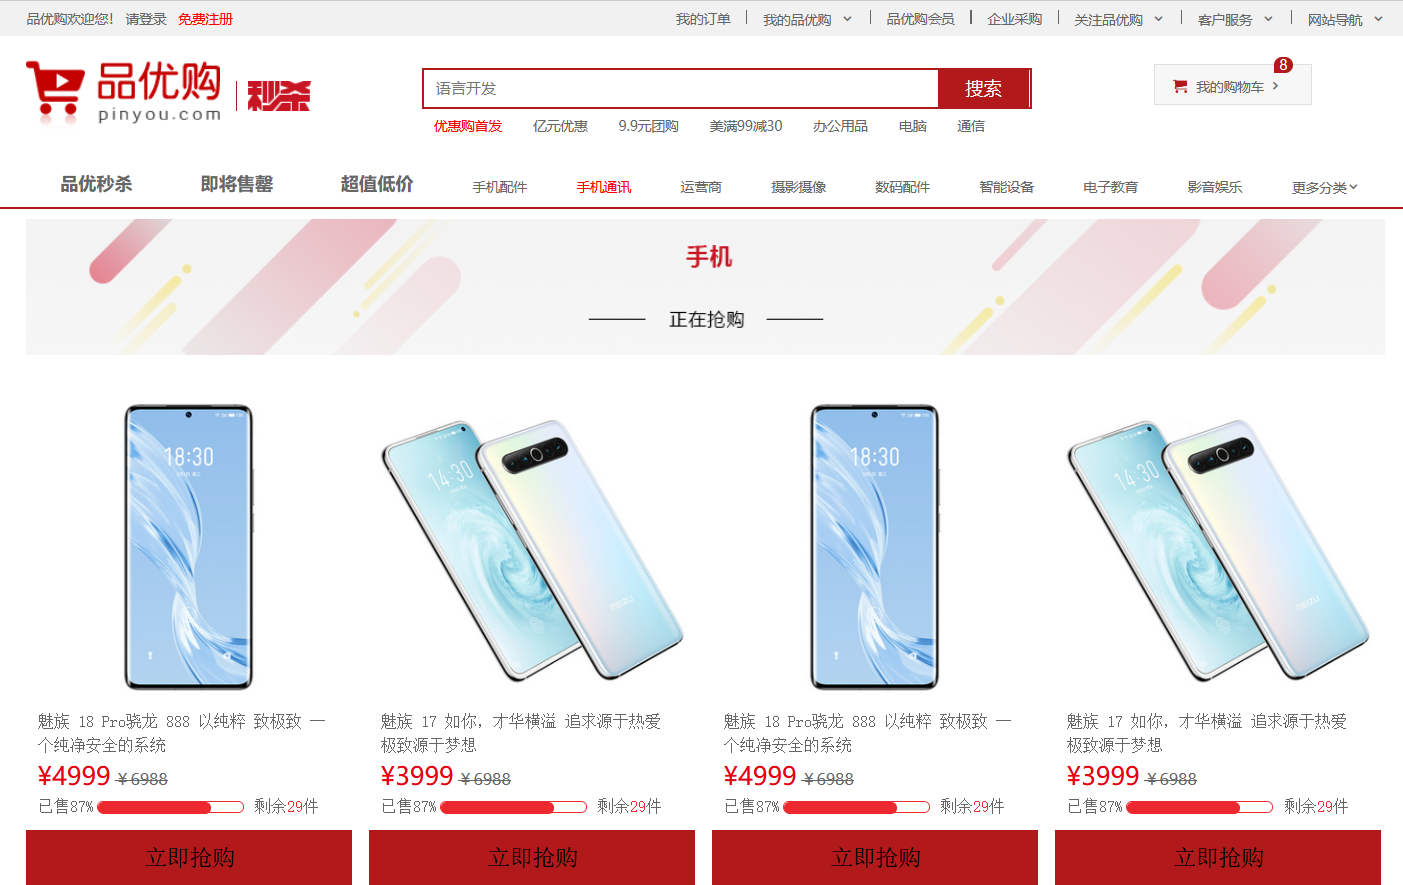 品优购欢迎您! 请登录 免费注册 我的订单 我的品优购 品优购会员 企业采购 关注品优购 客户服务 网站导航
品优购
pinyou.com
秒杀
语言开发 搜索
8
我的购物车
优惠购首发 亿元优惠 9.9元团购 美满99减30 办公用品 电脑 通信
品优秒杀 即将售罄 超值低价 手机配件 手机通讯 运营商 摄影摄像 数码配件 智能设备 电子教育 影音娱乐 更多分类
手机
正在抢购
18:30
14:30
MEIZU
18:30
14:30
MEIZU
魅族 18 Pro骁龙 888 以纯粹 致极致 一
个纯净安全的系统
¥4999 ¥6988
已售87% 剩余29件
立即抢购
魅族 17 如你，才华横溢 追求源于热爱
极致源于梦想
¥3999 ¥6988
已售87% 剩余29件
立即抢购
魅族 18 Pro骁龙 888 以纯粹 致极致 一
个纯净安全的系统
¥4999 ¥6988
已售87% 剩余29件
立即抢购
魅族 17 如你，才华横溢 追求源于热爱
极致源于梦想
¥3999 ¥6988
已售87% 剩余29件
立即抢购